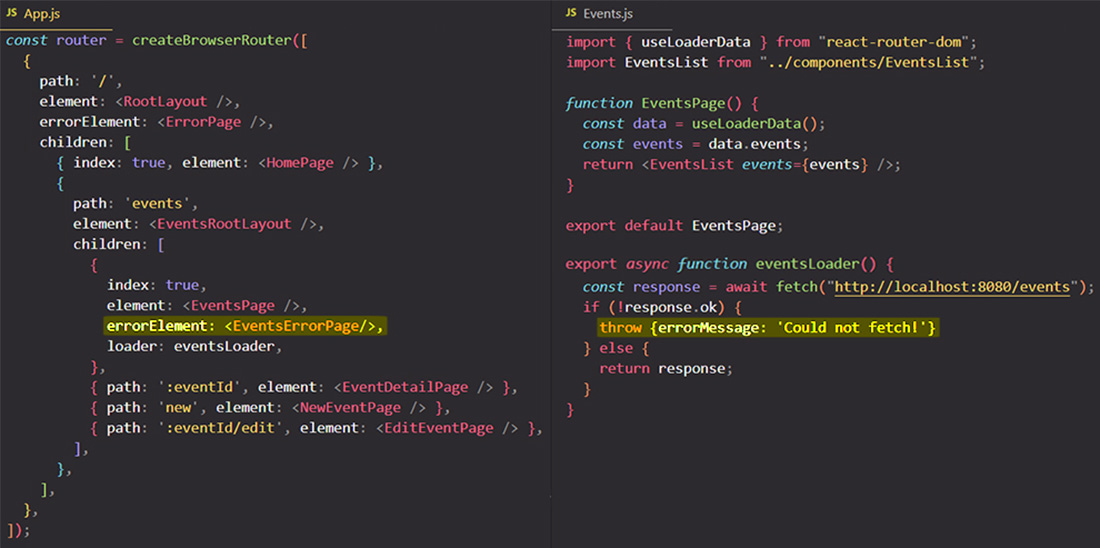 JS App.js
const router = createBrowserRouter([
{
path: '/',
element: <RootLayout />,
errorElement: <ErrorPage />,
children: [
{ index: true, element: <HomePage /> },
{
path: 'events',
element: <EventsRootLayout />,
children: [
{
index: true,
element: <EventsPage />,
errorElement: <EventsErrorPage/>,
loader: eventsLoader,
},
{ path: ':eventId', element: <EventDetailPage /> },
{ path: 'new', element: <NewEventPage /> },
{ path: ':eventId/edit', element: <EditEventPage /> },
],
},
],
},
]);
JS Events.js
import { useLoaderData } from "react-router-dom";
import EventsList from "../components/EventsList";
function EventsPage() {
const data = useLoaderData();
const events = data.events;
return <EventsList events={events} />;
}
export default EventsPage;
export async function eventsLoader() {
const response = await fetch("http://localhost:8080/events");
if (!response.ok) {
throw {errorMessage: 'Could not fetch!'}
} else {
return response;
}
}